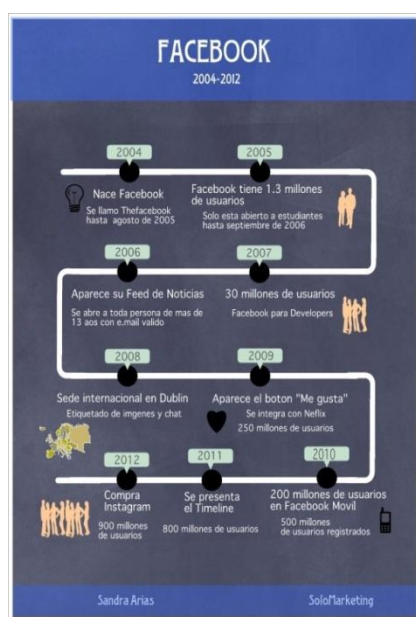 FACEBOOK
2004-2012
2004
Nace Facebook
Se llamo Thefacebook
hasta agosto de 2005
2005
Facebook tiene 1.3 millones
de usuarios
Solo esta abierto a estudiantes
hasta septiembre de 2006
2006
Aparece su Feed de Noticias
Se abre a toda persona de mas de
13 aos con e.mail valido
2007
30 millones de usuarios
Facebook para Developers
2008
Sede internacional en Dublin
Etiquetado de imgenes y chat
2009
Aparece el boton "Me gusta"
Se integra con Neflix
250 millones de usuarios
2010
200 millones de usuarios
en Facebook Movil
500 millones
de usuarios registrados
2011
Se presenta
el Timeline
800 millones de usuarios
2012
Compra
Instagram
900 millones
de usuarios
Sandra Arias
SoloMarketing